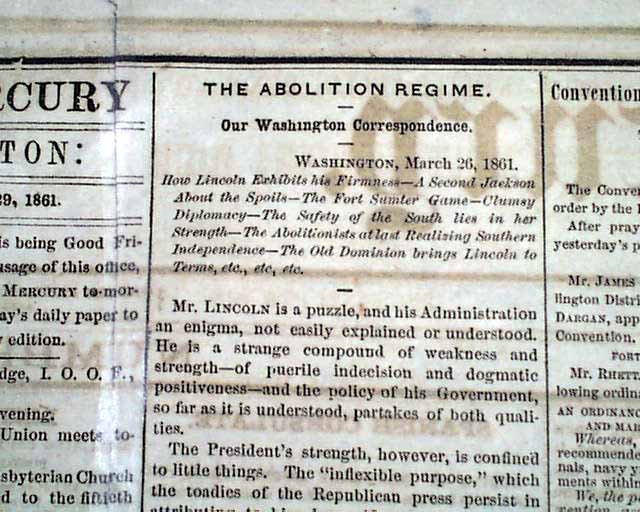 RCURY
TON:
29, 1861.
is being Good Fri-
usage of this office,
MERCURY to-mor-
ay's daily paper to
edition.
dge, I. O. O. F.,
vening.
Union meets to-
sbyterian Church
d to the fiftieth
THE ABOLITION REGIME.
Our Washington Correspondence.
WASHINGTON, March 26, 1861.
How Lincoln Exhibits his Firmness—A Second Jackson
About the Spoils—The Fort Sumter Game—Clumsy
Diplomacy—The Safety of the South lies in her
Strength—The Abolitionists at last Realizing Southern
Independence—The Old Dominion brings Lincoln to
Terms, etc., etc, etc.
Mr. LINCOLN is a puzzle, and his Administration
an enigma, not easily explained or understood.
He is a strange compound of weakness and
strength—of puerile indecision and dogmatic
positiveness—and the policy of his Government,
so far as it is understood, partakes of both quali-
ties.
The President's strength, however, is confined
to little things. The "inflexible purpose," which
the toadies of the Republican press persist in
Convention
The Conven
order by the
After pray
yesterday's p
Mr. JAMES
lington Distri
DARGAN, app
Convention.
FORT
Mr. RHETT
lowing ordin
AN ORDINANC
AND MAR
Whereas,
recommende
nals, navy y
ments within
We, the p